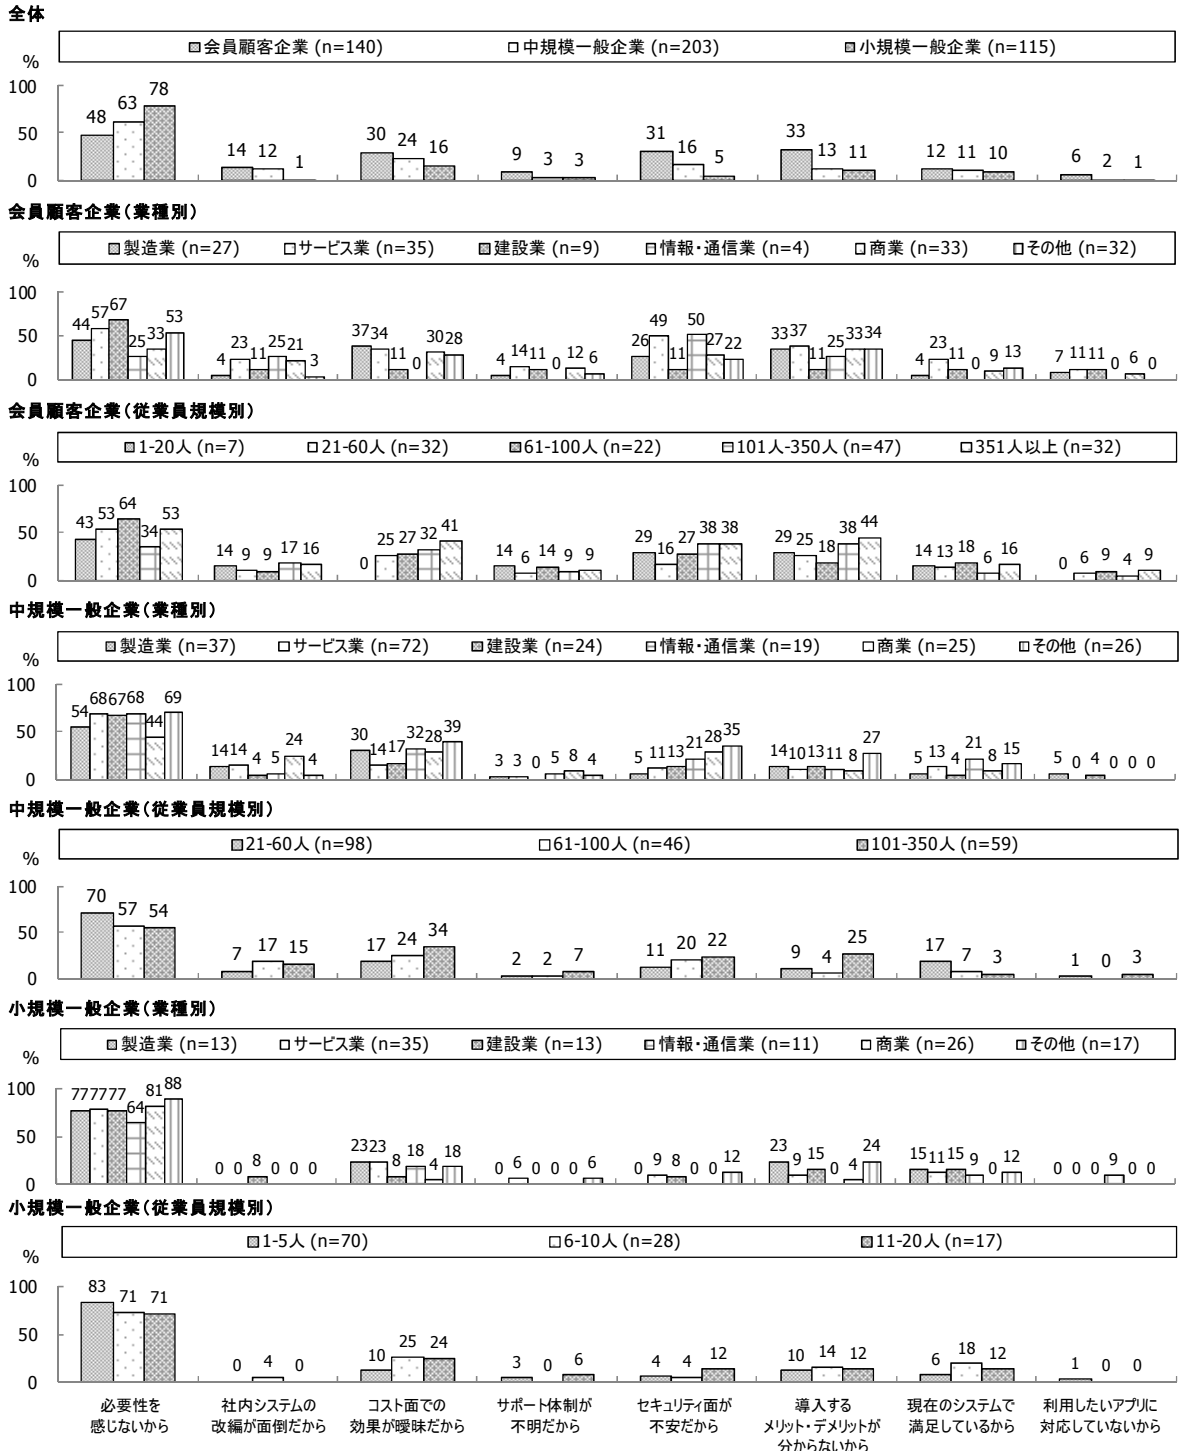 全体
会員顧客企業 (n=140) 中規模一般企業 (n=203) 小規模一般企業 (n=115)
%
100
50
0
48 63 78 14 12 1 30 24 16 9 3 3 31 16 5 33 13 11 12 11 10 6 2 1
会員顧客企業(業種別)
製造業 (n=27) サービス業 (n=35) 建設業 (n=9) 情報・通信業 (n=4) 商業 (n=33) その他 (n=32)
%
100
50
0
44 57 67 25 33 53 4 23 11 25 21 3 37 34 11 0 30 28 4 14 11 0 12 6 26 49 11 50 27 22 33 37 11 25 33 34 4 23 11 0 9 13 7 11 11 0 6 0
会員顧客企業(従業員規模別)
1-20人 (n=7) 21-60人 (n=32) 61-100人 (n=22) 101人-350人 (n=47) 351人以上 (n=32)
%
100
50
0
43 53 64 34 53 14 9 9 17 16 0 25 27 32 41 14 6 14 9 9 29 16 27 38 38 29 25 18 38 44 14 13 18 6 16 0 6 9 4 9
中規模一般企業(業種別)
製造業 (n=37) サービス業 (n=72) 建設業 (n=24) 情報・通信業 (n=19) 商業 (n=25) その他 (n=26)
%
100
50
0
54 68 67 68 44 69 14 14 4 5 24 4 30 14 17 32 28 39 3 3 0 5 8 4 5 11 13 21 28 35 14 10 13 11 8 27 5 13 4 21 8 15 5 0 4 0 0 0
中規模一般企業(従業員規模別)
21-60人 (n=98) 61-100人 (n=46) 101-350人 (n=59)
%
100
50
0
70 57 54 7 17 15 17 24 34 2 2 7 11 20 22 9 4 25 17 7 3 1 0 3
小規模一般企業(業種別)
製造業 (n=13) サービス業 (n=35) 建設業 (n=13) 情報・通信業 (n=11) 商業 (n=26) その他 (n=17)
%
100
50
0
77 77 77 64 81 88 0 0 8 0 0 0 23 23 8 18 4 18 0 6 0 0 0 6 0 9 8 0 0 12 23 9 15 0 4 24 15 11 15 9 0 12 0 0 0 9 0 0
小規模一般企業(従業員規模別)
1-5人 (n=70) 6-10人 (n=28) 11-20人 (n=17)
%
100
50
0
83 71 71 0 4 0 10 25 24 3 0 6 4 4 12 10 14 12 6 18 12 1 0 0
必要性を 社内システムの コスト面での サポート体制が セキュリティ面が 導入する 現在のシステムで 利用したいアプリに
感じないから 改編が面倒だから 効果が曖昧だから 不明だから 不安だから メリット・デメリットが 満足しているから 対応していないから
分からないから